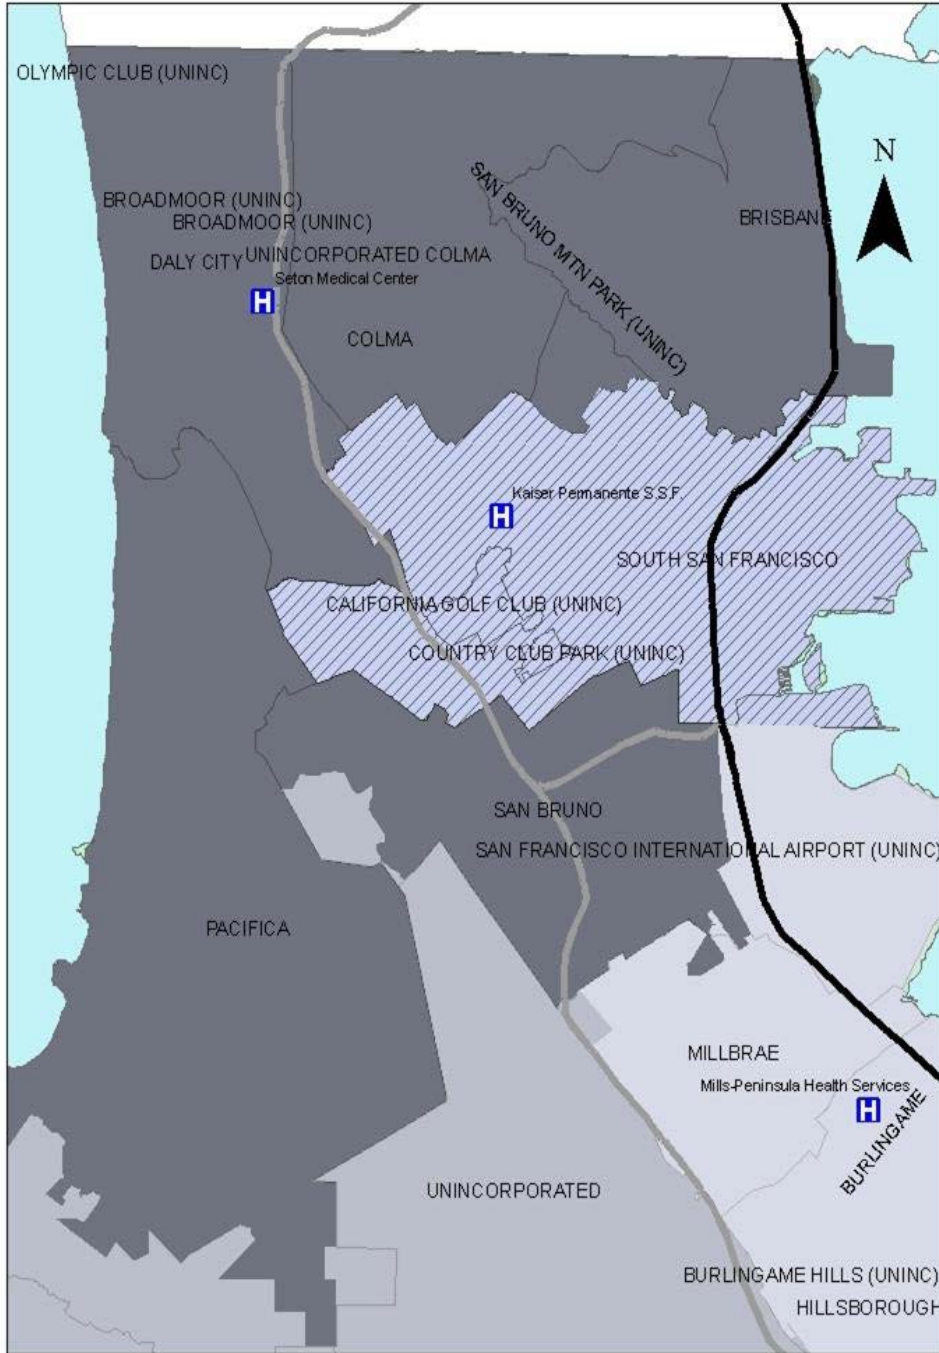 OLYMPIC CLUB (UNINC)
N
SAN BRUNO MTN PARK (UNINC)
BROADMOOR (UNINC)
BROADMOOR (UNINC)
BRISBANE
DALY CITY
UNINCORPORATED COLMA
Seton Medical Center
H
COLMA
Kaiser Permanente S.S.F.
H
SOUTH SAN FRANCISCO
CALIFORNIA GOLF CLUB (UNINC)
COUNTRY CLUB PARK (UNINC)
SAN BRUNO
SAN FRANCISCO INTERNATIONAL AIRPORT (UNINC)
PACIFICA
MILLBRAE
Mills-Peninsula Health Services
H
BURLINGAME
UNINCORPORATED
BURLINGAME HILLS (UNINC)
HILLSBOROUGH